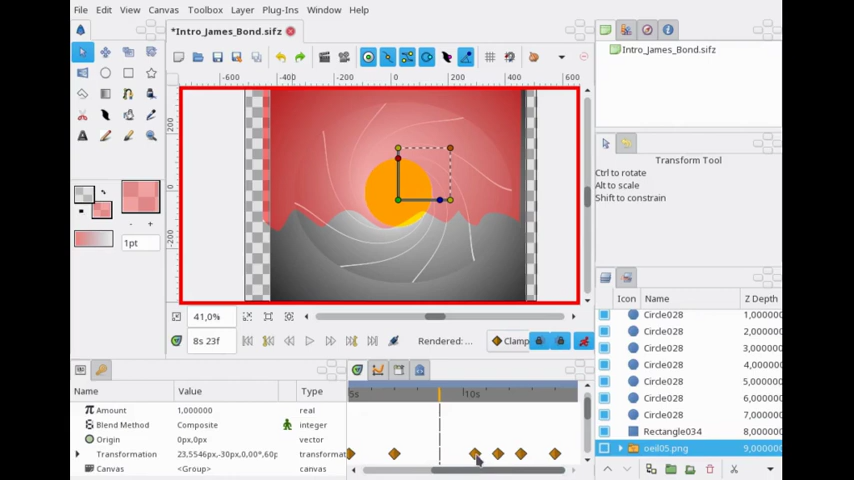 File Edit View Canvas Toolbox Layer Plug-Ins Window Help
*Intro_James_Bond.sifz
-600 -400 -200 0 200 400 600
200
0
-200
1pt
41,0%
8s 23f
Rendered: ...
Clamp
Intro_James_Bond.sifz
Transform Tool
Ctrl to rotate
Alt to scale
Shift to constrain
Icon Name Z Depth
Circle028 1,000000
Circle028 2,000000
Circle028 3,000000
Circle028 4,000000
Circle028 5,000000
Circle028 6,000000
Circle028 7,000000
Rectangle034 8,000000
oeil05.png 9,000000
Name Value Type
5s 10s
Amount 1,000000 real
Blend Method Composite integer
Origin 0px,0px vector
Transformation 23,5546px,-30px,0,00°,60p transformat
Canvas <Group> canvas